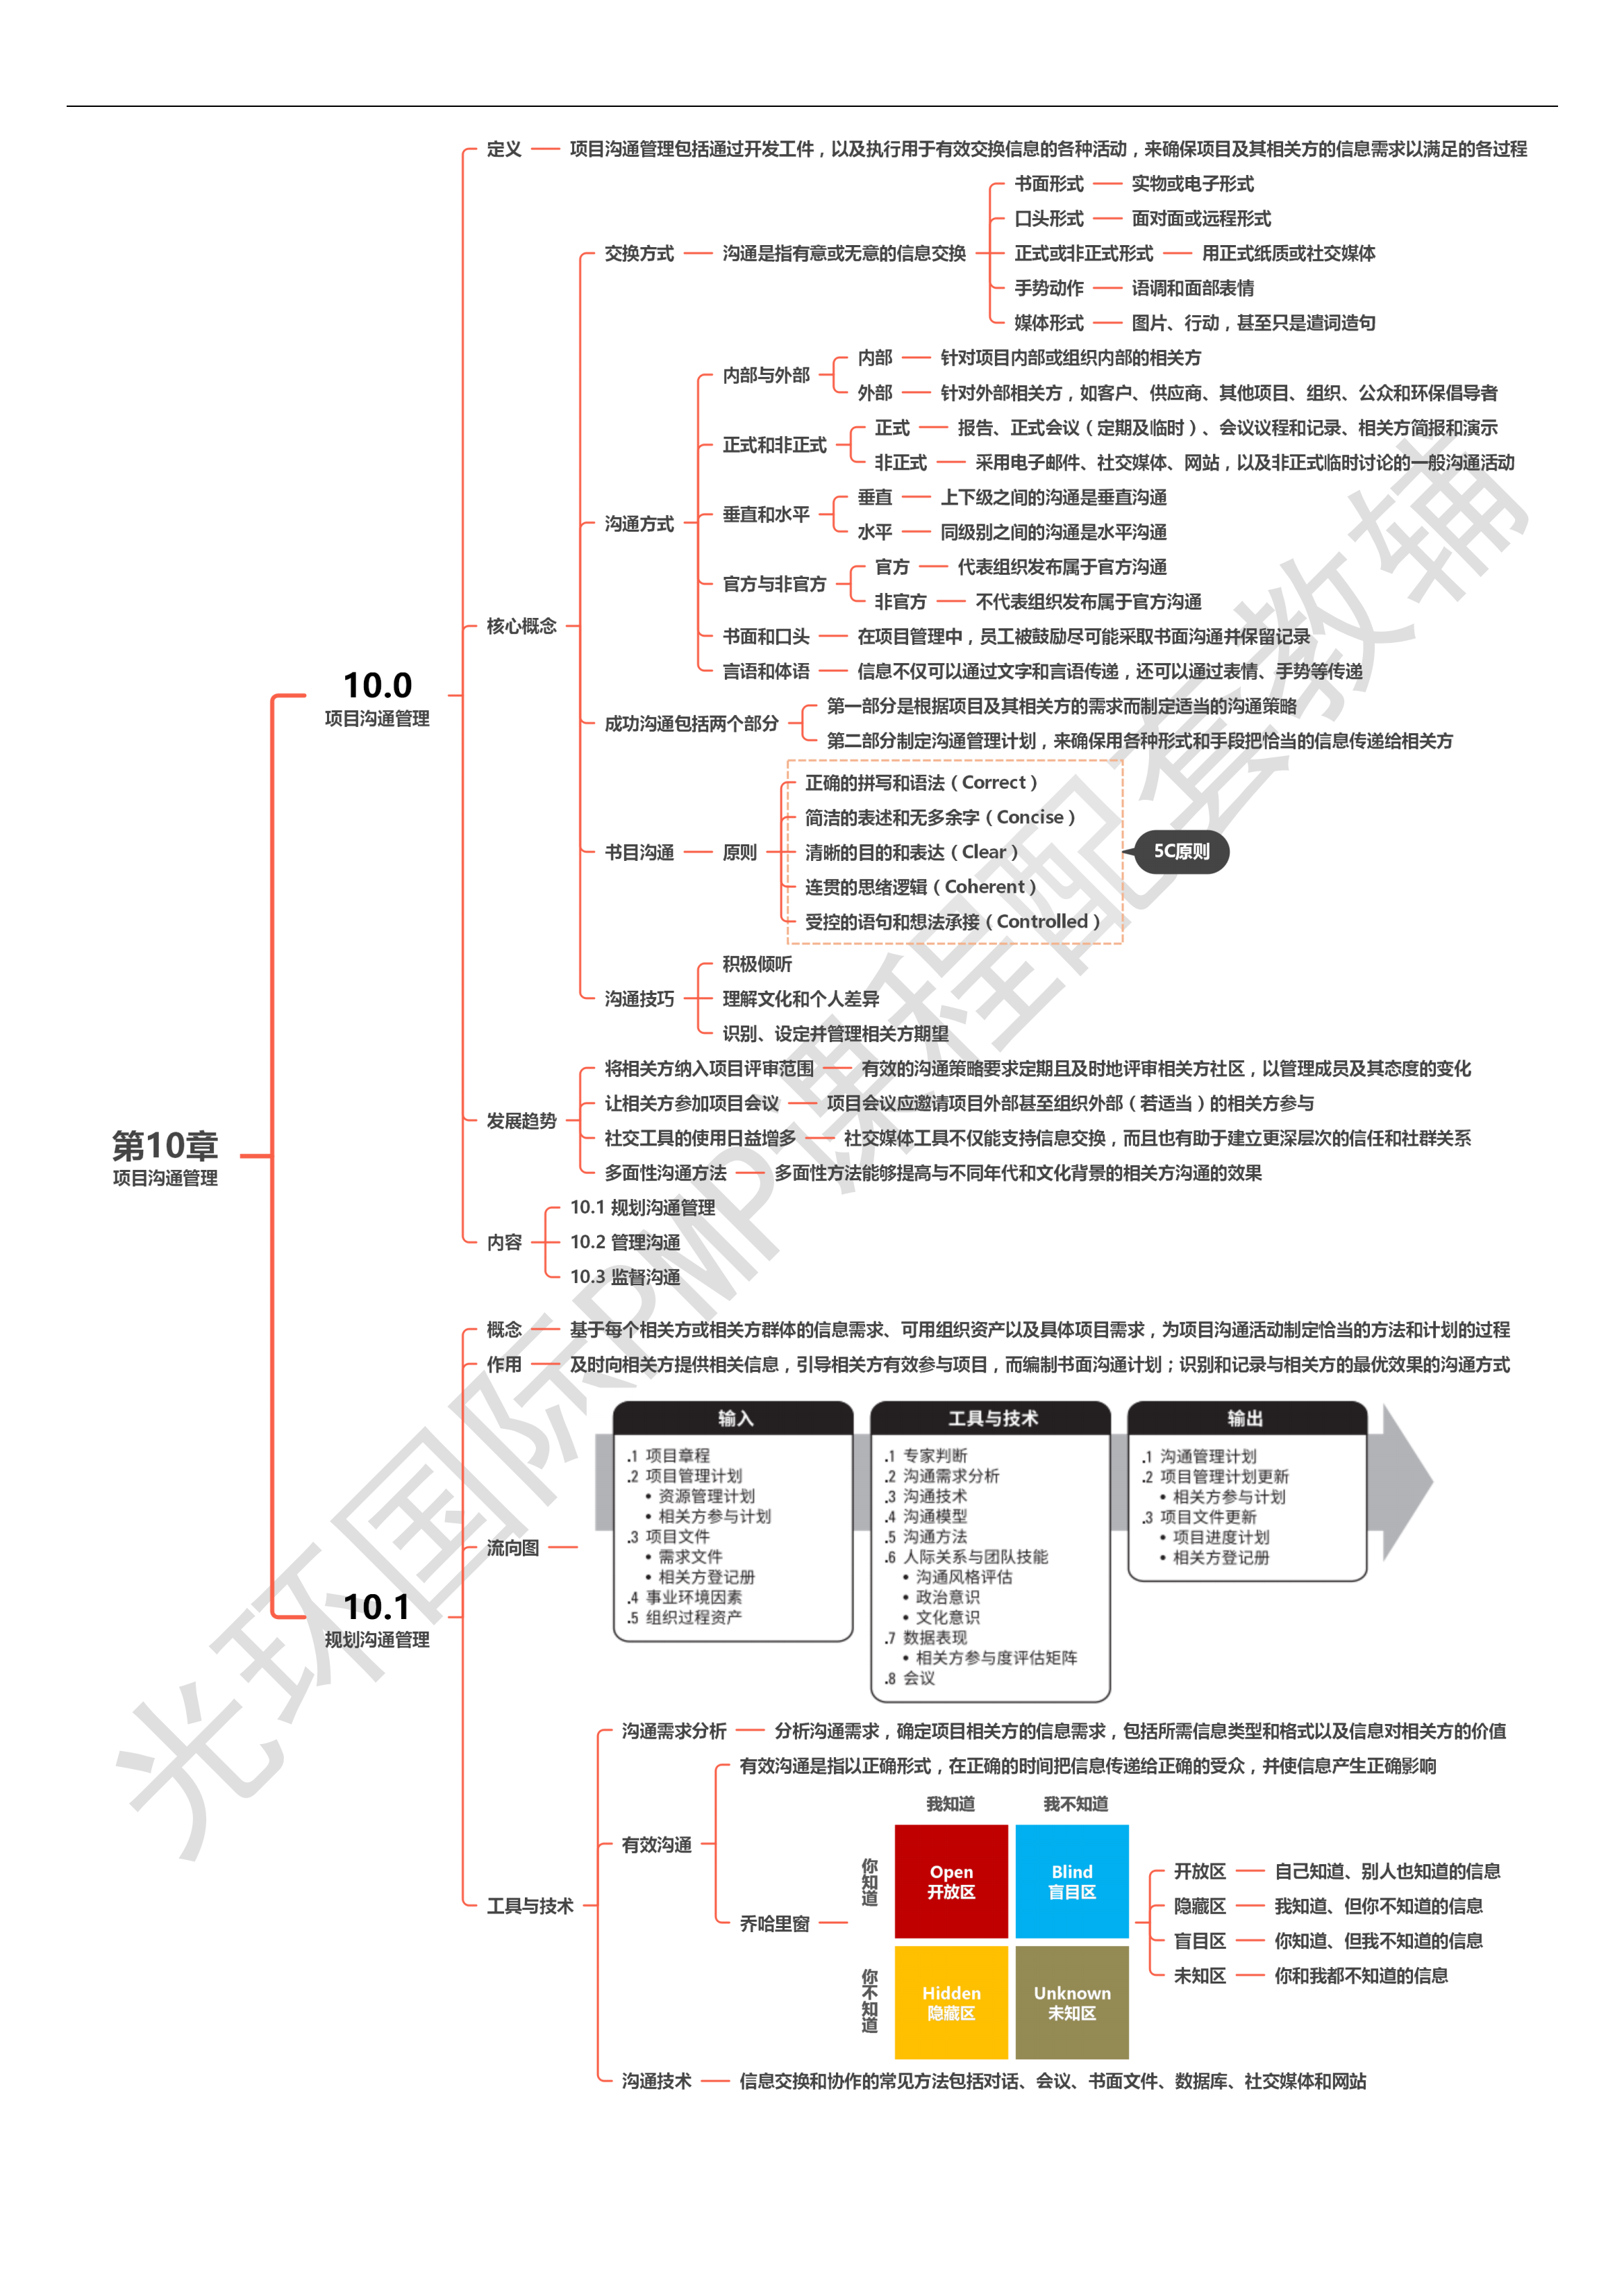 第10章
项目沟通管理
10.0
项目沟通管理
定义
项目沟通管理包括通过开发工件，以及执行用于有效交换信息的各种活动，来确保项目及其相关方的信息需求以满足的各过程
核心概念
交换方式
沟通是指有意或无意的信息交换
书面形式
实物或电子形式
口头形式
面对面或远程形式
正式或非正式形式
用正式纸质或社交媒体
手势动作
语调和面部表情
媒体形式
图片、行动，甚至只是遣词造句
沟通方式
内部与外部
内部
针对项目内部或组织内部的相关方
外部
针对外部相关方，如客户、供应商、其他项目、组织、公众和环保倡导者
正式和非正式
正式
报告、正式会议（定期及临时）、会议议程和记录、相关方简报和演示
非正式
采用电子邮件、社交媒体、网站，以及非正式临时讨论的一般沟通活动
垂直和水平
垂直
上下级之间的沟通是垂直沟通
水平
同级别之间的沟通是水平沟通
官方与非官方
官方
代表组织发布属于官方沟通
非官方
不代表组织发布属于官方沟通
书面和口头
在项目管理中，员工被鼓励尽可能采取书面沟通并保留记录
言语和体语
信息不仅可以通过文字和言语传递，还可以通过表情、手势等传递
成功沟通包括两个部分
第一部分是根据项目及其相关方的需求而制定适当的沟通策略
第二部分制定沟通管理计划，来确保用各种形式和手段把恰当的信息传递给相关方
书目沟通
原则
正确的拼写和语法（Correct）
简洁的表述和无多余字（Concise）
清晰的目的和表达（Clear）
连贯的思绪逻辑（Coherent）
受控的语句和想法承接（Controlled）
5C原则
沟通技巧
积极倾听
理解文化和个人差异
识别、设定并管理相关方期望
发展趋势
将相关方纳入项目评审范围
有效的沟通策略要求定期且及时地评审相关方社区，以管理成员及其态度的变化
让相关方参加项目会议
项目会议应邀请项目外部甚至组织外部（若适当）的相关方参与
社交工具的使用日益增多
社交媒体工具不仅能支持信息交换，而且也有助于建立更深层次的信任和社群关系
多面性沟通方法
多面性方法能够提高与不同年代和文化背景的相关方沟通的效果
内容
10.1 规划沟通管理
10.2 管理沟通
10.3 监督沟通
10.1
规划沟通管理
概念
基于每个相关方或相关方群体的信息需求、可用组织资产以及具体项目需求，为项目沟通活动制定恰当的方法和计划的过程
作用
及时向相关方提供相关信息，引导相关方有效参与项目，而编制书面沟通计划；识别和记录与相关方的最优效果的沟通方式
流向图
输入
.1 项目章程
.2 项目管理计划
• 资源管理计划
• 相关方参与计划
.3 项目文件
• 需求文件
• 相关方登记册
.4 事业环境因素
.5 组织过程资产
工具与技术
.1 专家判断
.2 沟通需求分析
.3 沟通技术
.4 沟通模型
.5 沟通方法
.6 人际关系与团队技能
• 沟通风格评估
• 政治意识
• 文化意识
.7 数据表现
• 相关方参与度评估矩阵
.8 会议
输出
.1 沟通管理计划
.2 项目管理计划更新
• 相关方参与计划
.3 项目文件更新
• 项目进度计划
• 相关方登记册
工具与技术
沟通需求分析
分析沟通需求，确定项目相关方的信息需求，包括所需信息类型和格式以及信息对相关方的价值
有效沟通
有效沟通是指以正确形式，在正确的时间把信息传递给正确的受众，并使信息产生正确影响
乔哈里窗
我知道
我不知道
你知道
你不知道
Open
开放区
Blind
盲目区
Hidden
隐藏区
Unknown
未知区
开放区
自己知道、别人也知道的信息
隐藏区
我知道、但你不知道的信息
盲目区
你知道、但我不知道的信息
未知区
你和我都不知道的信息
沟通技术
信息交换和协作的常见方法包括对话、会议、书面文件、数据库、社交媒体和网站
光环国际PMP课程配套教辅